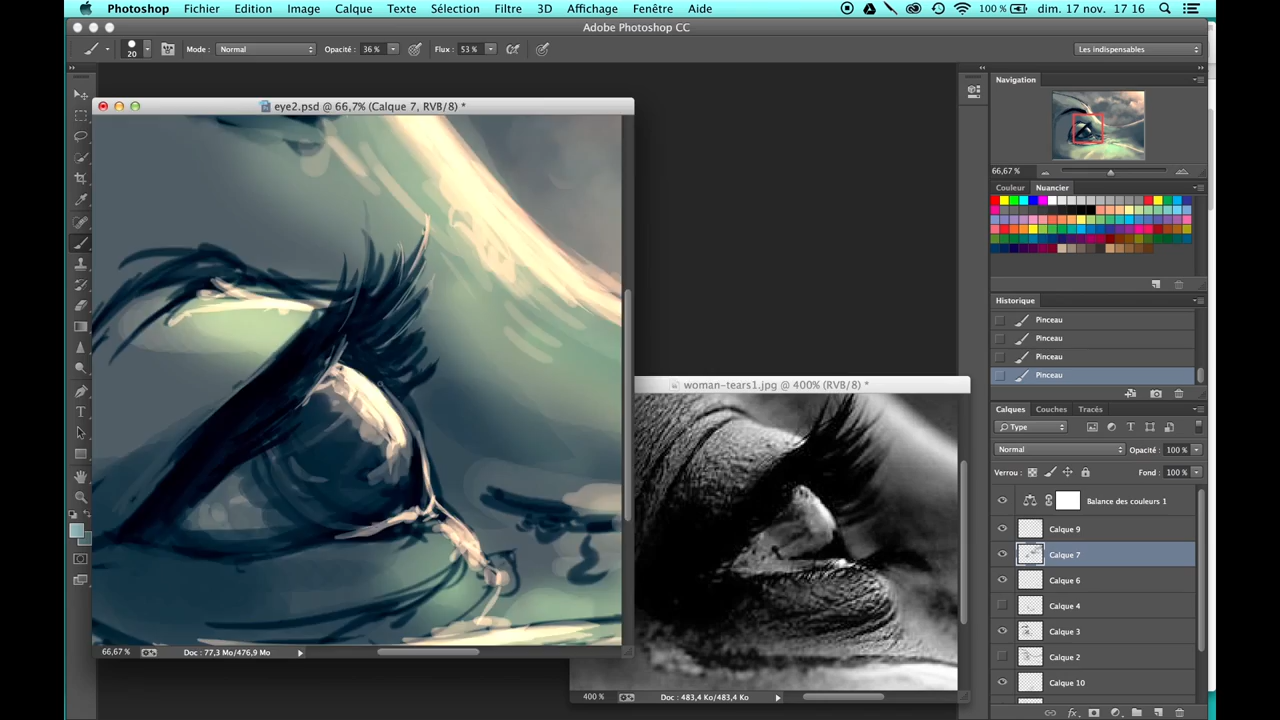 Photoshop Fichier Edition Image Calque Texte Sélection Filtre 3D Affichage Fenêtre Aide 100 % dim. 17 nov. 17 16
Adobe Photoshop CC
20 Mode : Normal Opacité : 36 % Flux : 53 % Les indispensables
Navigation
eye2.psd @ 66,7% (Calque 7, RVB/8) *
66,67 %
Couleur Nuancier
Historique
Pinceau
Pinceau
Pinceau
Pinceau
woman-tears1.jpg @ 400% (RVB/8) *
Calques Couches Tracés
Type
Normal Opacité : 100 %
Verrou : Fond : 100 %
Balance des couleurs 1
Calque 9
Calque 7
Calque 6
Calque 4
Calque 3
Calque 2
Calque 10
66,67 % Doc : 77,3 Mo/476,9 Mo
400 % Doc : 483,4 Ko/483,4 Ko